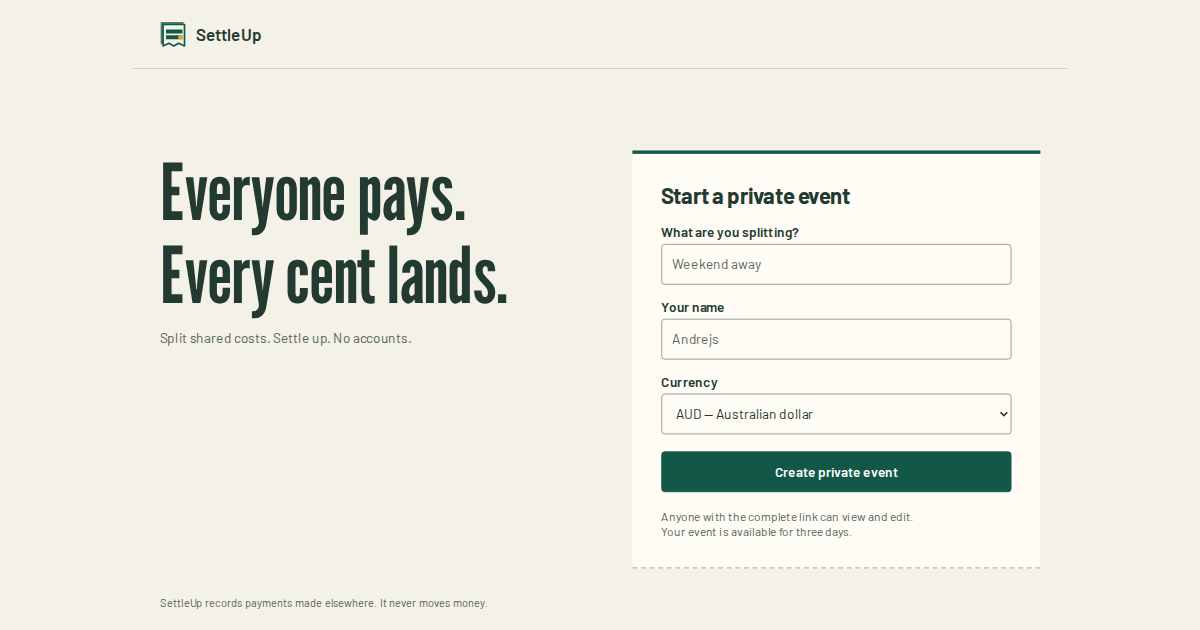 SettleUp
Everyone pays.
Every cent lands.
Split shared costs. Settle up. No accounts.
Start a private event
What are you splitting?
Weekend away
Your name
Andrejs
Currency
AUD — Australian dollar
Create private event
Anyone with the complete link can view and edit.
Your event is available for three days.
SettleUp records payments made elsewhere. It never moves money.